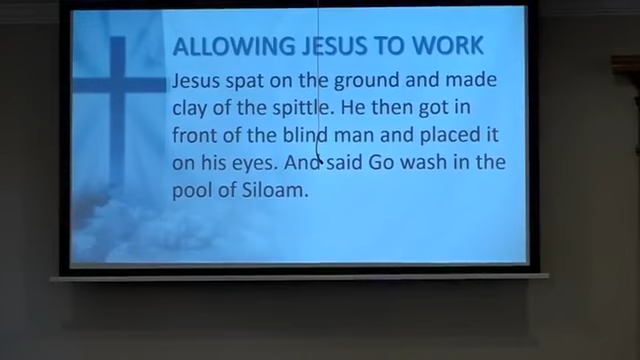 ALLOWING JESUS TO WORK
Jesus spat on the ground and made
clay of the spittle. He then got in
front of the blind man and placed it
on his eyes. And said Go wash in the
pool of Siloam.